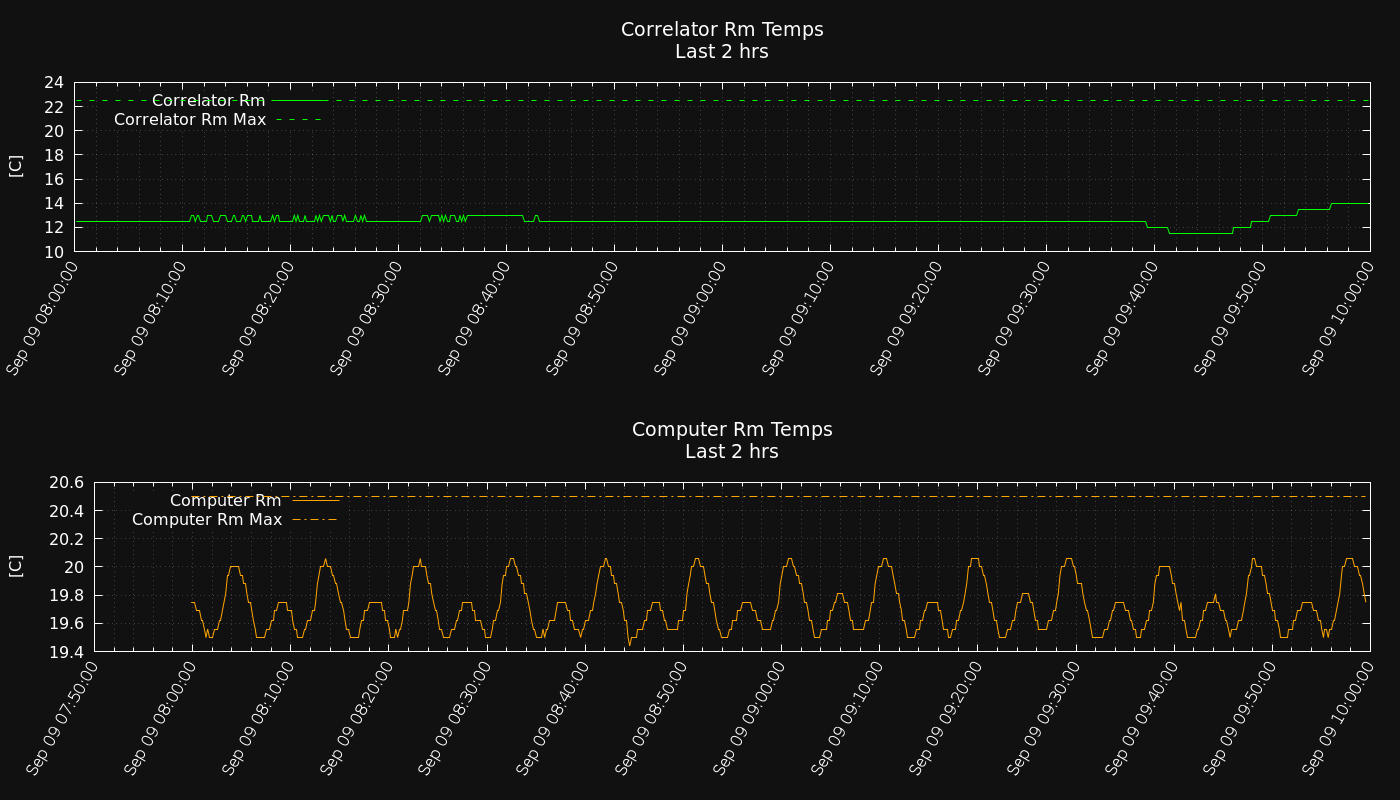 Correlator Rm Temps
Last 2 hrs
24
22
20
18
16
14
12
10
[C]
Correlator Rm
Correlator Rm Max
Sep 09 08:00:00
Sep 09 08:10:00
Sep 09 08:20:00
Sep 09 08:30:00
Sep 09 08:40:00
Sep 09 08:50:00
Sep 09 09:00:00
Sep 09 09:10:00
Sep 09 09:20:00
Sep 09 09:30:00
Sep 09 09:40:00
Sep 09 09:50:00
Sep 09 10:00:00
Computer Rm Temps
Last 2 hrs
20.6
20.4
20.2
20
19.8
19.6
19.4
[C]
Computer Rm
Computer Rm Max
Sep 09 07:50:00
Sep 09 08:00:00
Sep 09 08:10:00
Sep 09 08:20:00
Sep 09 08:30:00
Sep 09 08:40:00
Sep 09 08:50:00
Sep 09 09:00:00
Sep 09 09:10:00
Sep 09 09:20:00
Sep 09 09:30:00
Sep 09 09:40:00
Sep 09 09:50:00
Sep 09 10:00:00